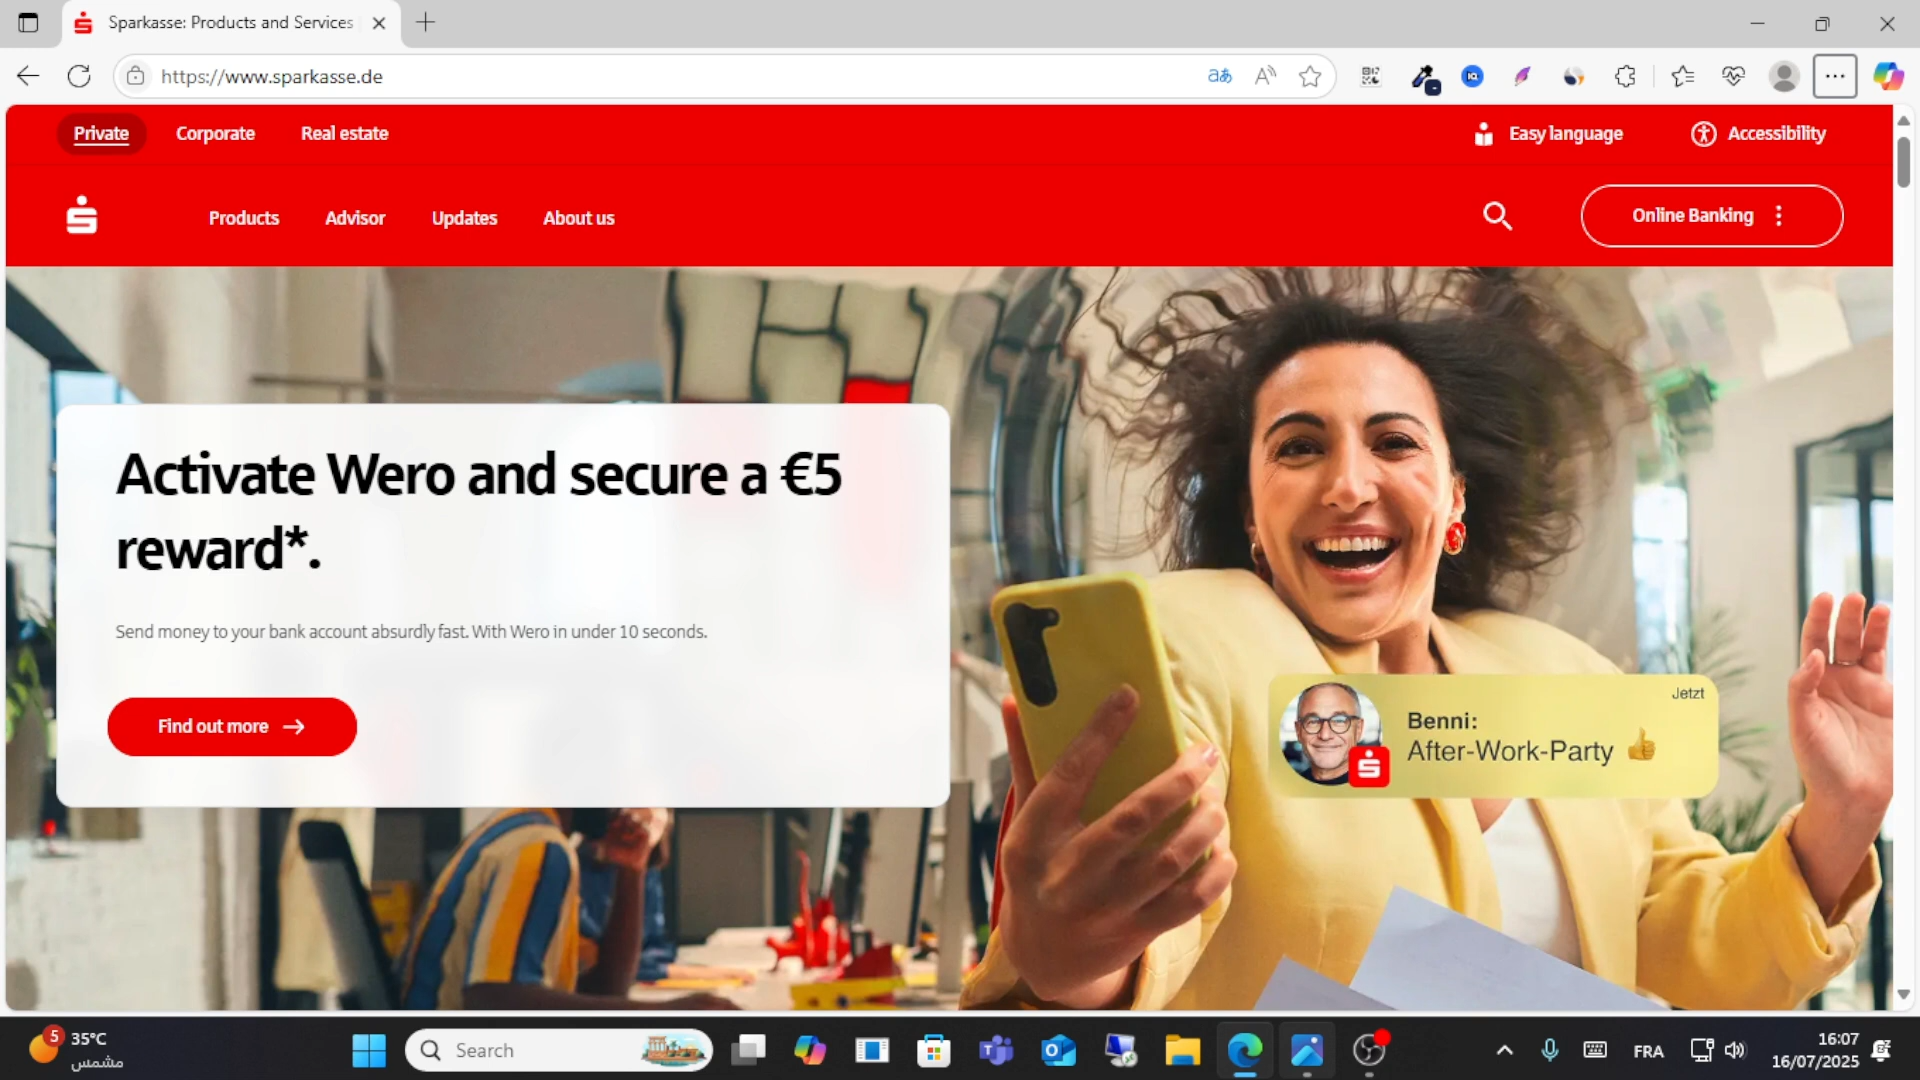 Sparkasse: Products and Services
https://www.sparkasse.de
Private
Corporate
Real estate
Easy language
Accessibility
Products
Advisor
Updates
About us
Online Banking
Activate Wero and secure a €5
reward*.
Send money to your bank account absurdly fast. With Wero in under 10 seconds.
Find out more
Jetzt
Benni:
After-Work-Party
5
35°C
مشمس
Search
FRA
16:07
16/07/2025